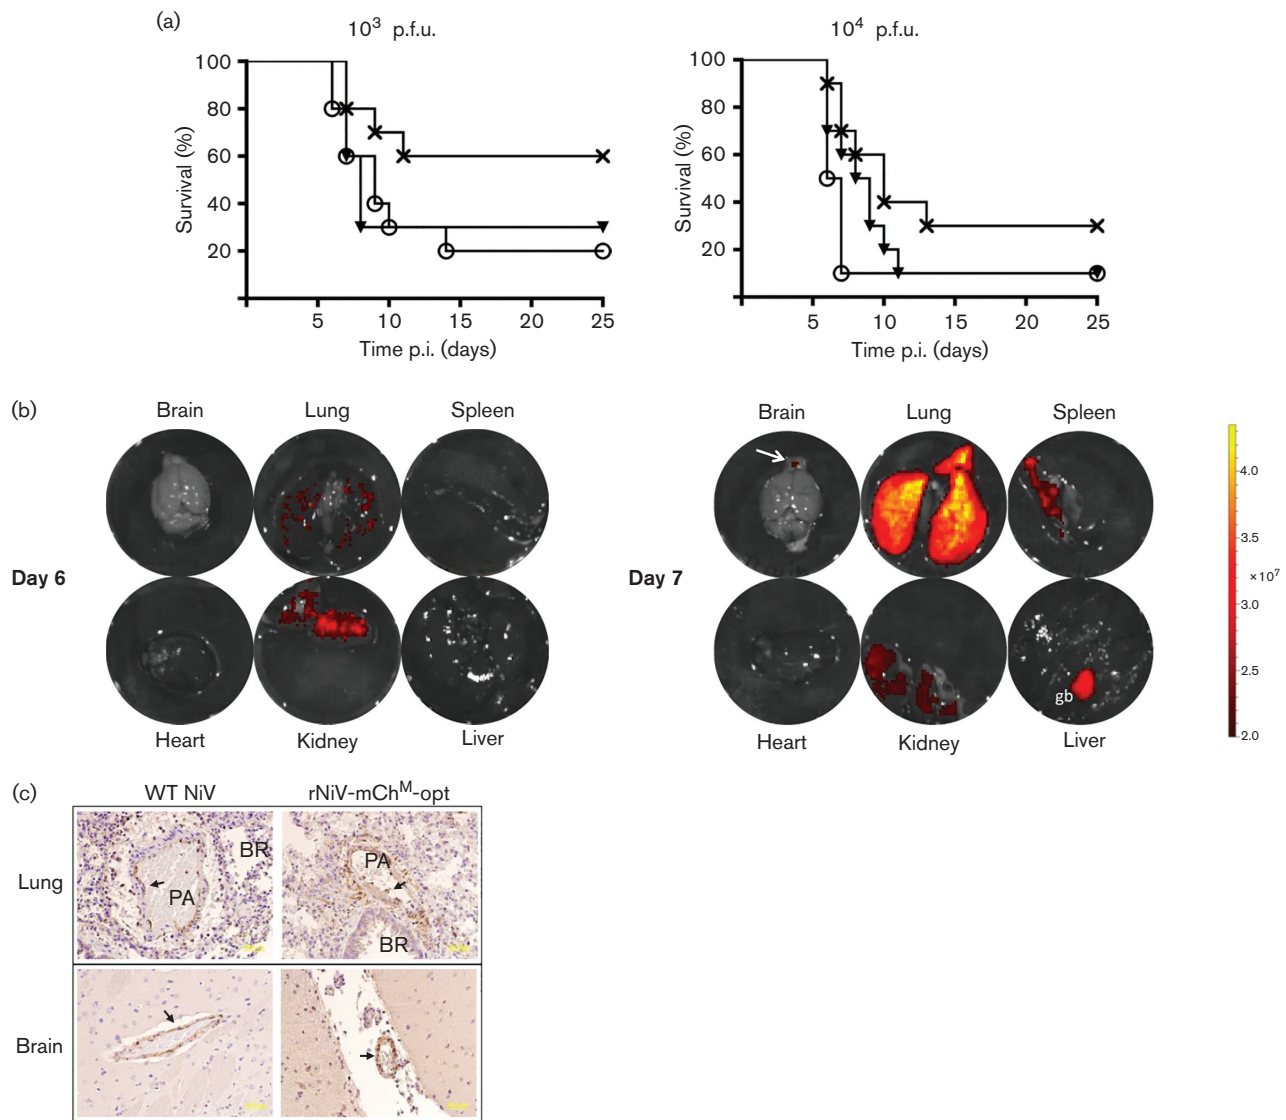 (a)
10³ p.f.u.
10⁴ p.f.u.
Survival (%)
100
80
60
40
20
5 10 15 20 25
Time p.i. (days)
Survival (%)
100
80
60
40
20
5 10 15 20 25
Time p.i. (days)
(b)
Brain Lung Spleen
Day 6
Heart Kidney Liver
Brain Lung Spleen
Day 7
gb
Heart Kidney Liver
4.0
3.5
×10⁷
3.0
2.5
2.0
(c)
WT NiV rNiV-mChᴹ-opt
Lung
BR
PA
PA
BR
Brain